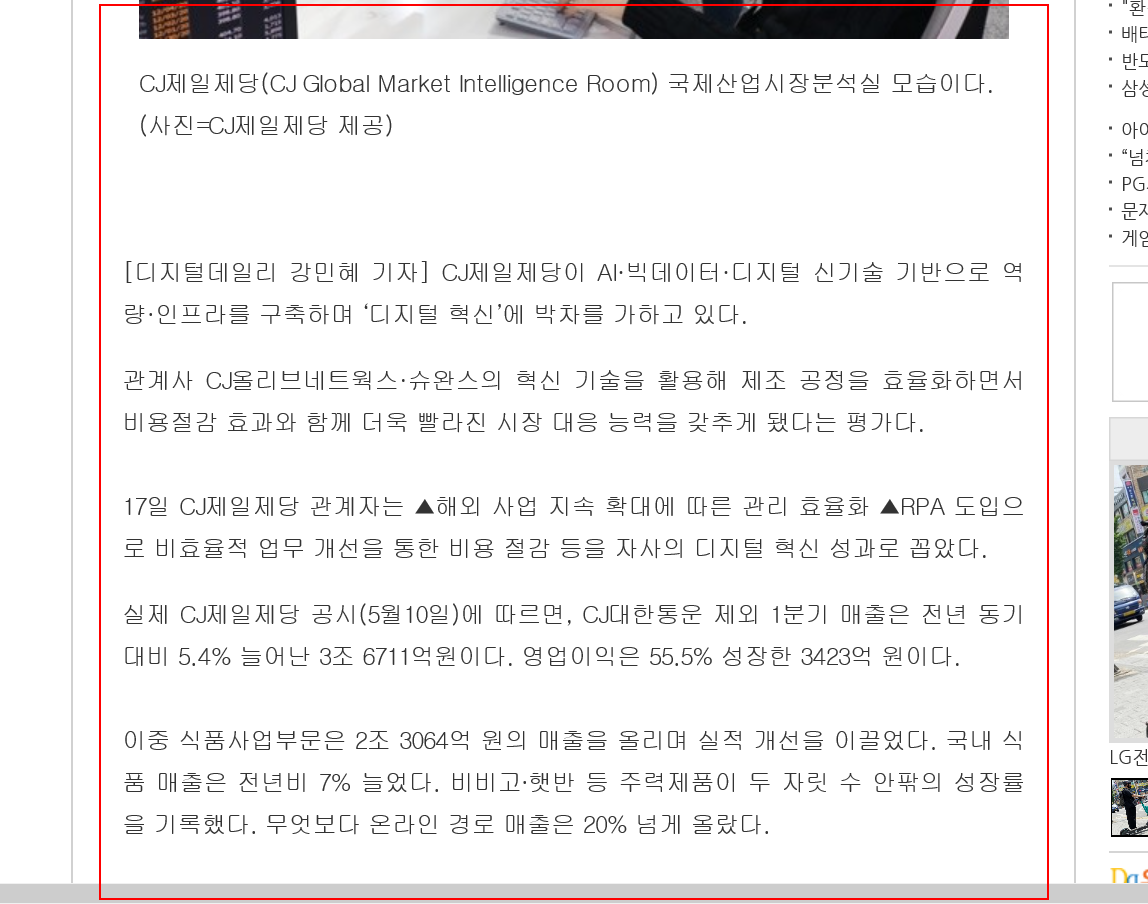 CJ제일제당(CJ Global Market Intelligence Room) 국제산업시장분석실 모습이다.
(사진=CJ제일제당 제공)
[디지털데일리 강민혜 기자] CJ제일제당이 AI·빅데이터·디지털 신기술 기반으로 역
량·인프라를 구축하며 ‘디지털 혁신’에 박차를 가하고 있다.
관계사 CJ올리브네트웍스·슈완스의 혁신 기술을 활용해 제조 공정을 효율화하면서
비용절감 효과와 함께 더욱 빨라진 시장 대응 능력을 갖추게 됐다는 평가다.
17일 CJ제일제당 관계자는 ▲해외 사업 지속 확대에 따른 관리 효율화 ▲RPA 도입으
로 비효율적 업무 개선을 통한 비용 절감 등을 자사의 디지털 혁신 성과로 꼽았다.
실제 CJ제일제당 공시(5월10일)에 따르면, CJ대한통운 제외 1분기 매출은 전년 동기
대비 5.4% 늘어난 3조 6711억원이다. 영업이익은 55.5% 성장한 3423억 원이다.
이중 식품사업부문은 2조 3064억 원의 매출을 올리며 실적 개선을 이끌었다. 국내 식
품 매출은 전년비 7% 늘었다. 비비고·햇반 등 주력제품이 두 자릿 수 안팎의 성장률
을 기록했다. 무엇보다 온라인 경로 매출은 20% 넘게 올랐다.
"환
배터
반도
삼성
아이
PG
문자
게임
LG전